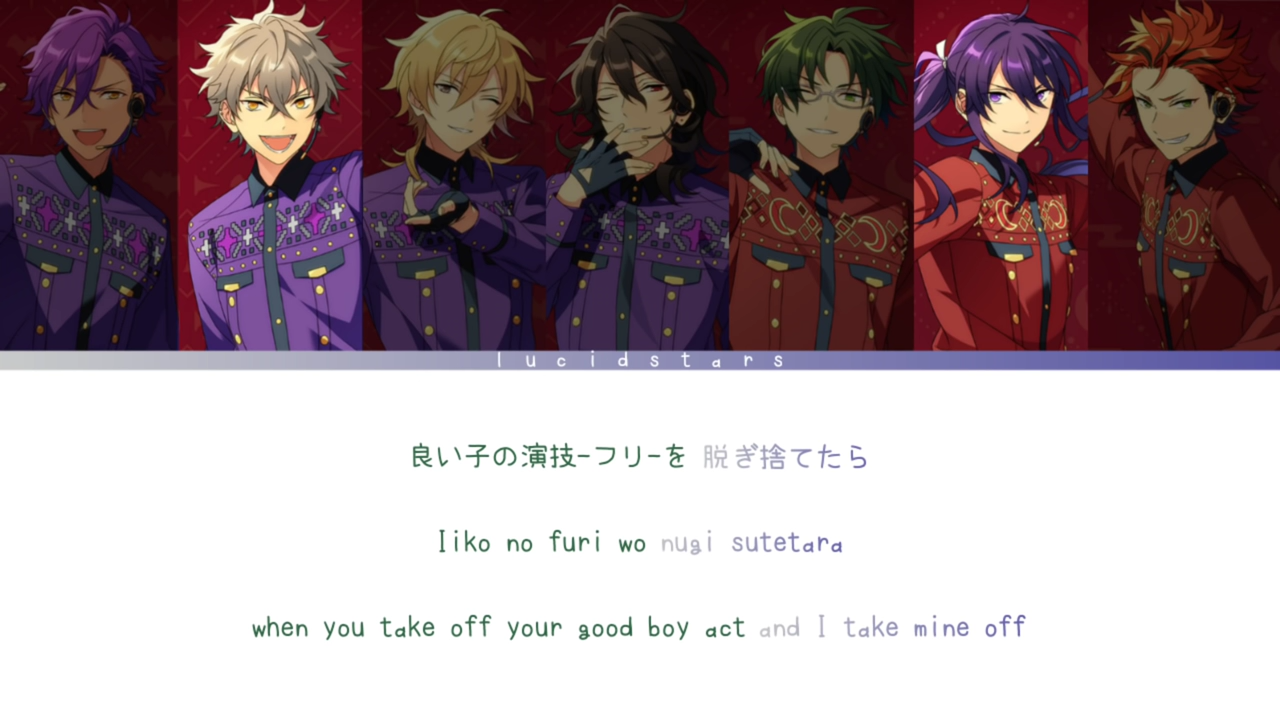 lucidstars
良い子の演技-フリ-を 脱ぎ捨てたら
Iiko no furi wo nugi sutetara
when you take off your good boy act and I take mine off